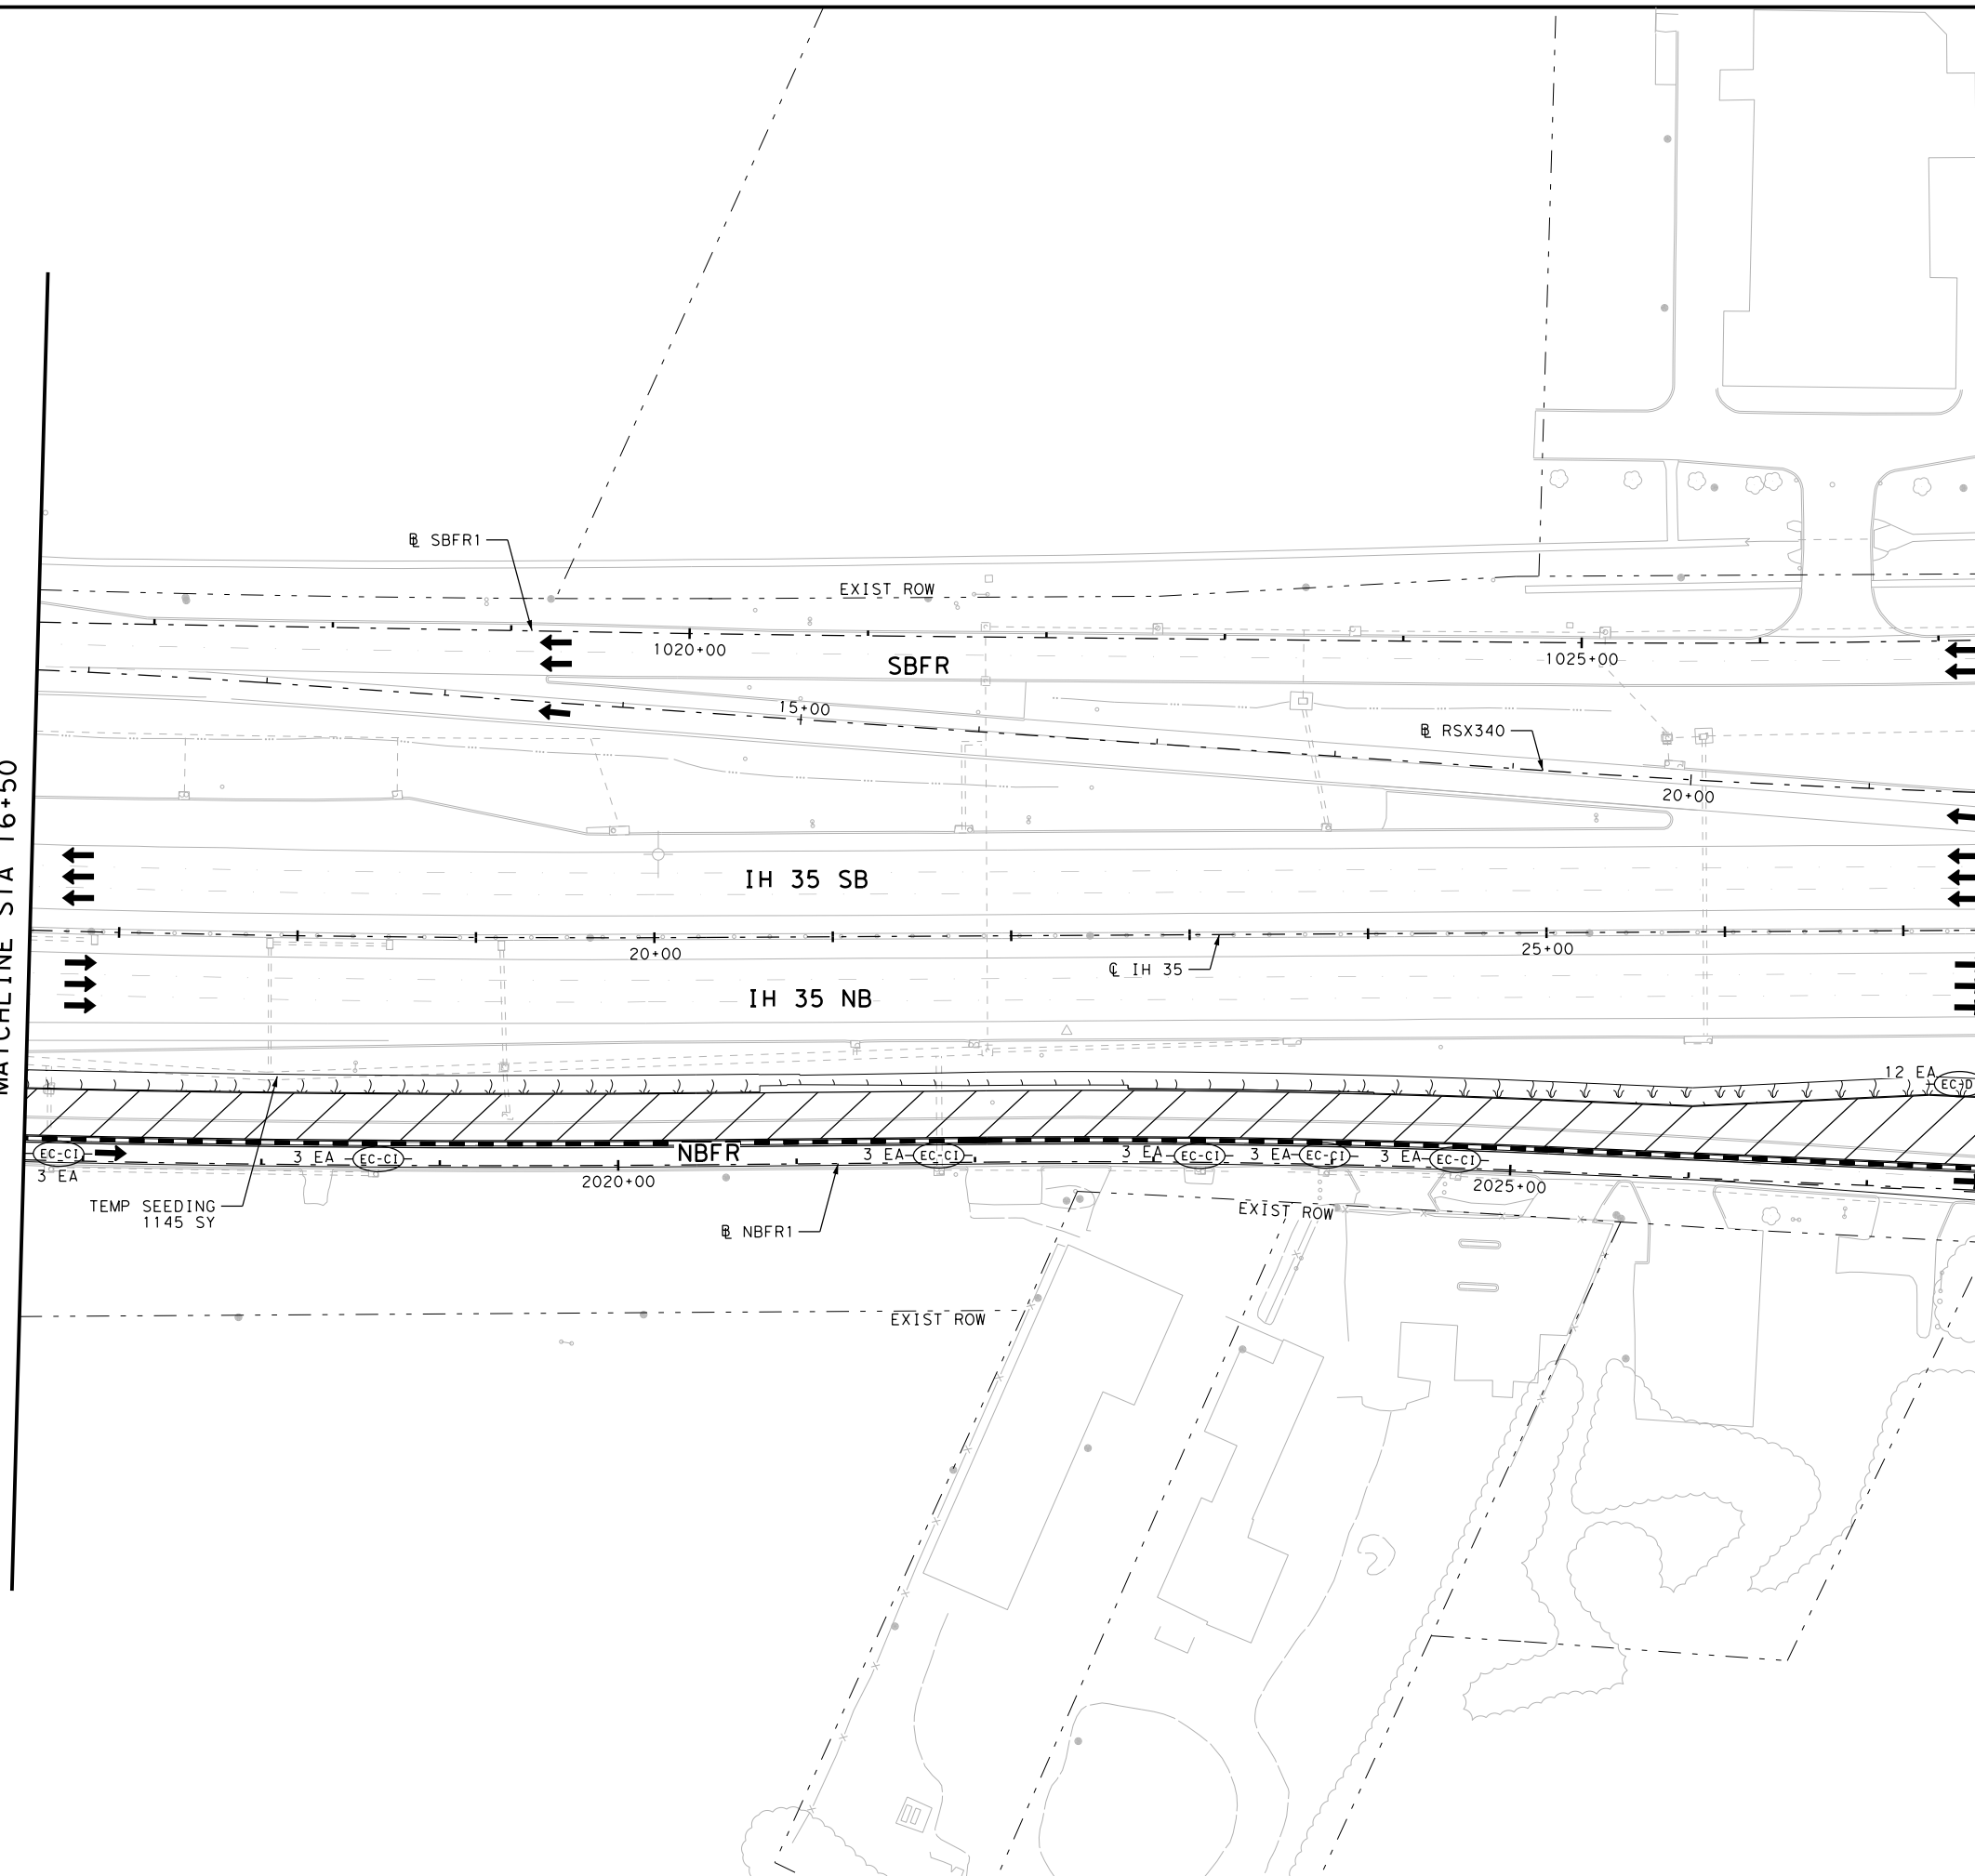 MATCHLINE STA 16+50
℄ SBFR1
EXIST ROW
1020+00
SBFR
1025+00
15+00
RSX340
20+00
IH 35 SB
20+00
25+00
℄ IH 35
IH 35 NB
12 EA
EC-D
EC-CI
3 EA
3 EA
EC-CI
NBFR
3 EA
EC-CI
3 EA
EC-CI
3 EA
EC-CI
3 EA
EC-CI
2020+00
2025+00
TEMP SEEDING
1145 SY
NBFR1
EXIST ROW
EXIST ROW